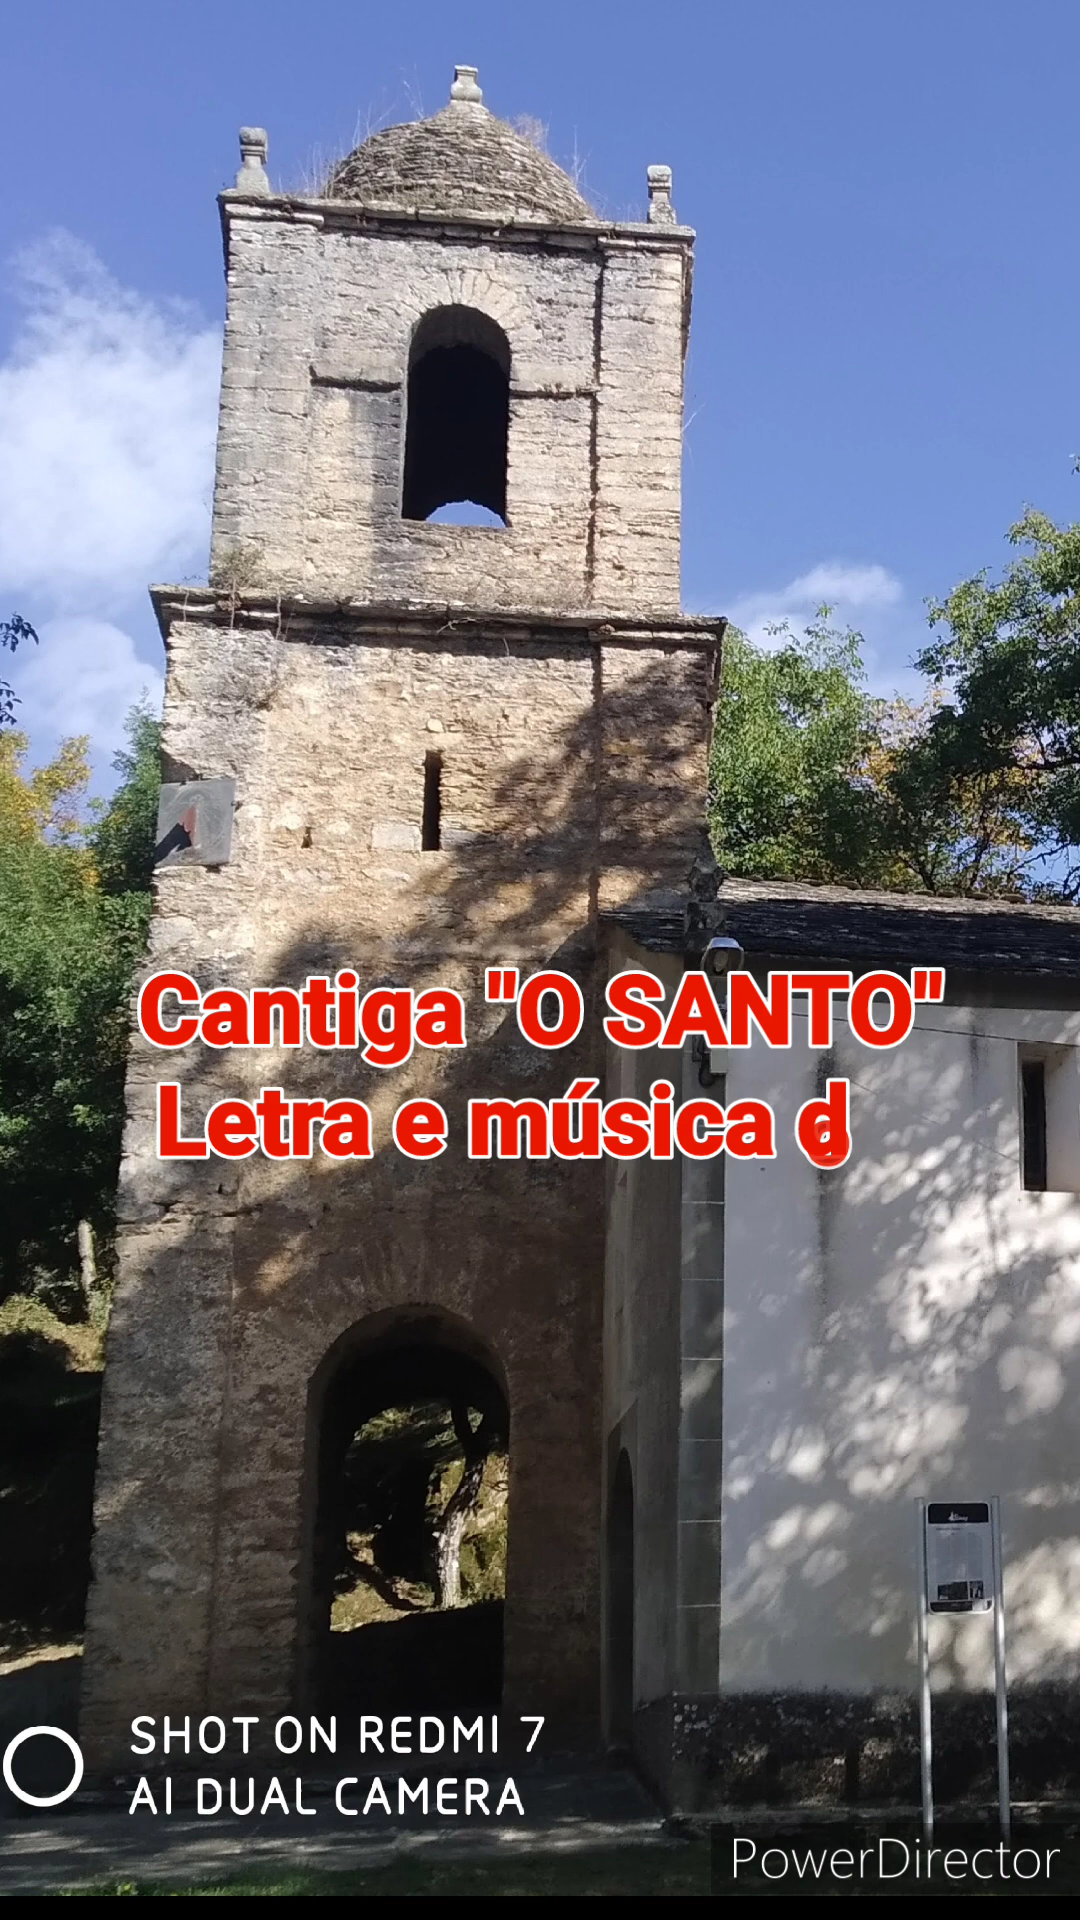 Cantiga "O SANTO"
Letra e música d
SHOT ON REDMI 7
AI DUAL CAMERA
PowerDirector